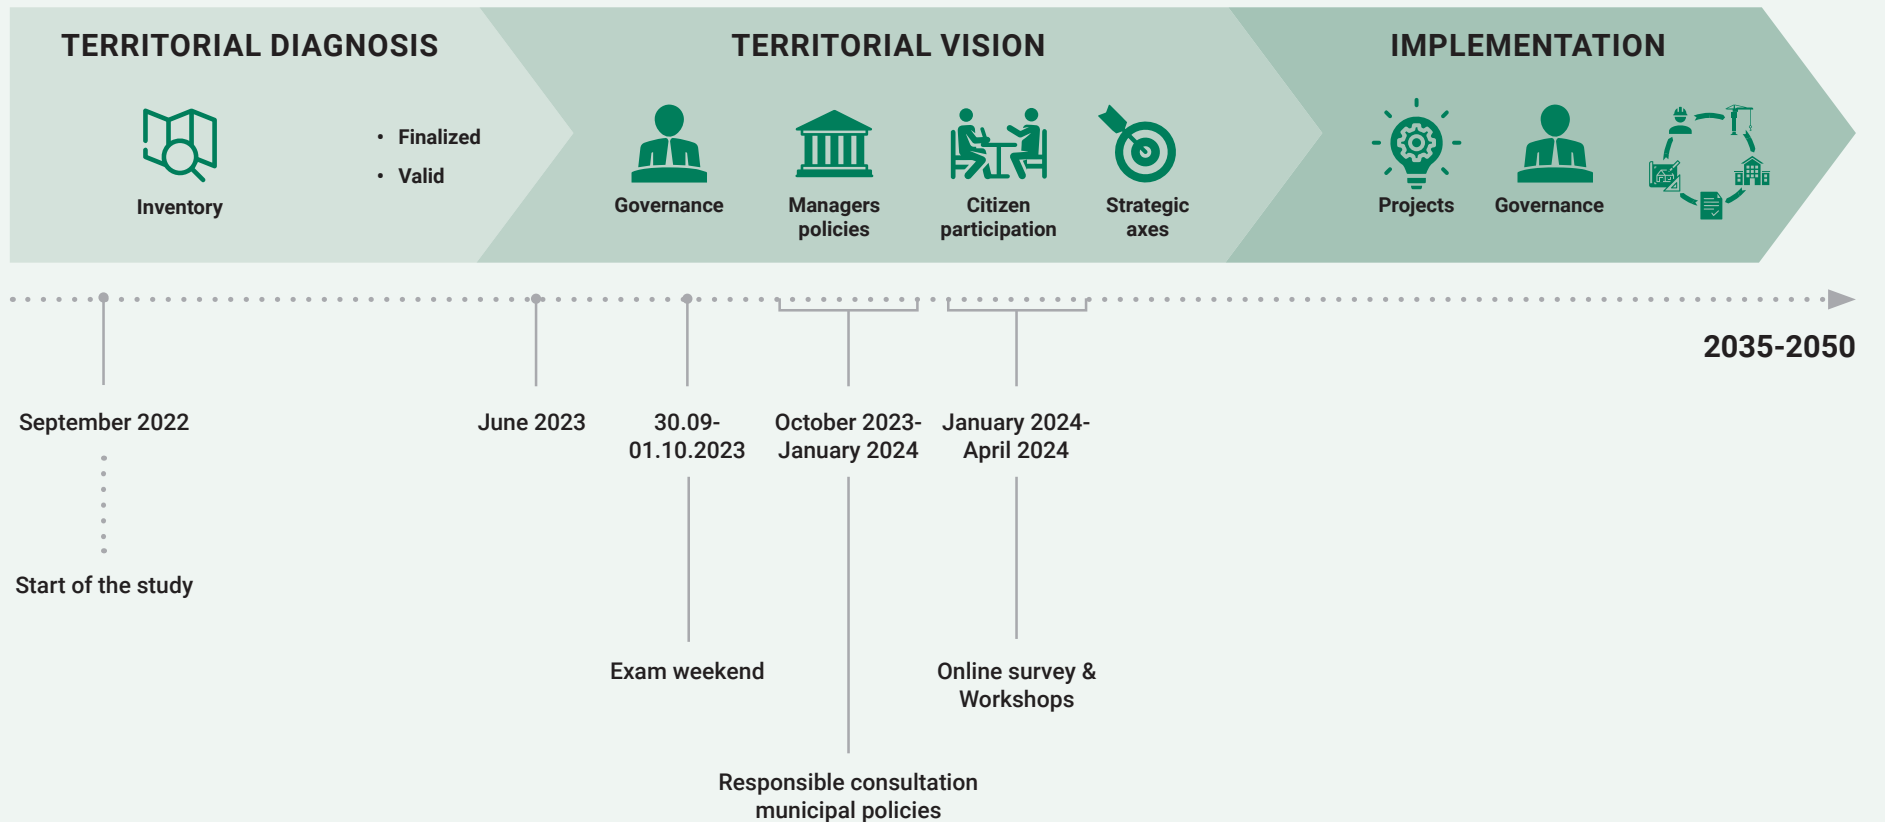 TERRITORIAL DIAGNOSIS
Inventory
• Finalized
• Valid
TERRITORIAL VISION
Governance
Managers
policies
Citizen
participation
Strategic
axes
IMPLEMENTATION
Projects
Governance
2035-2050
September 2022
Start of the study
June 2023
30.09-
01.10.2023
Exam weekend
October 2023-
January 2024
Responsible consultation
municipal policies
January 2024-
April 2024
Online survey &
Workshops